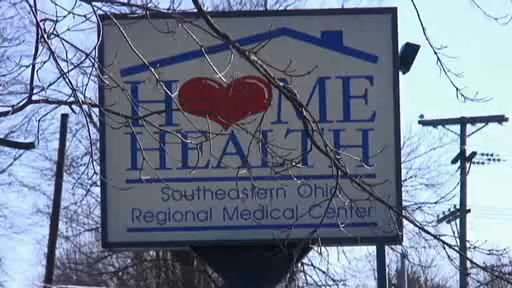 HOME
HEALTH
Southeastern Ohio
Regional Medical Center